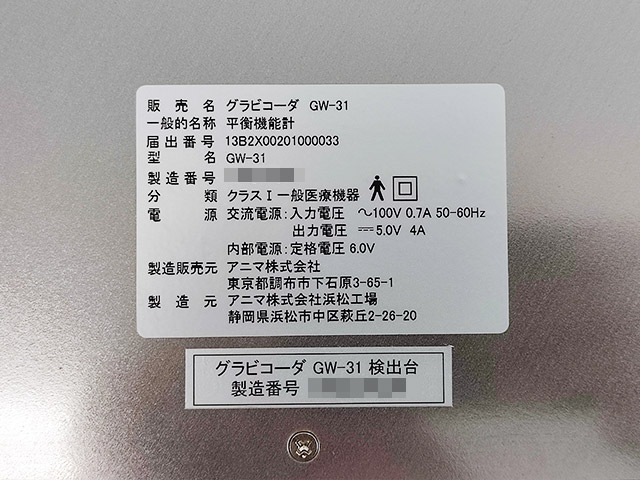 販売名 グラビコーダ GW-31
一般的名称 平衡機能計
届出番号 13B2X00201000033
型名 GW-31
製造番号
分類 クラスⅠ一般医療機器
電源 交流電源:入力電圧 〜100V 0.7A 50-60Hz
出力電圧 ⎓5.0V 4A
内部電源:定格電圧 6.0V
製造販売元 アニマ株式会社
東京都調布市下石原3-65-1
製造元 アニマ株式会社浜松工場
静岡県浜松市中区萩丘2-26-20
グラビコーダ GW-31 検出台
製造番号